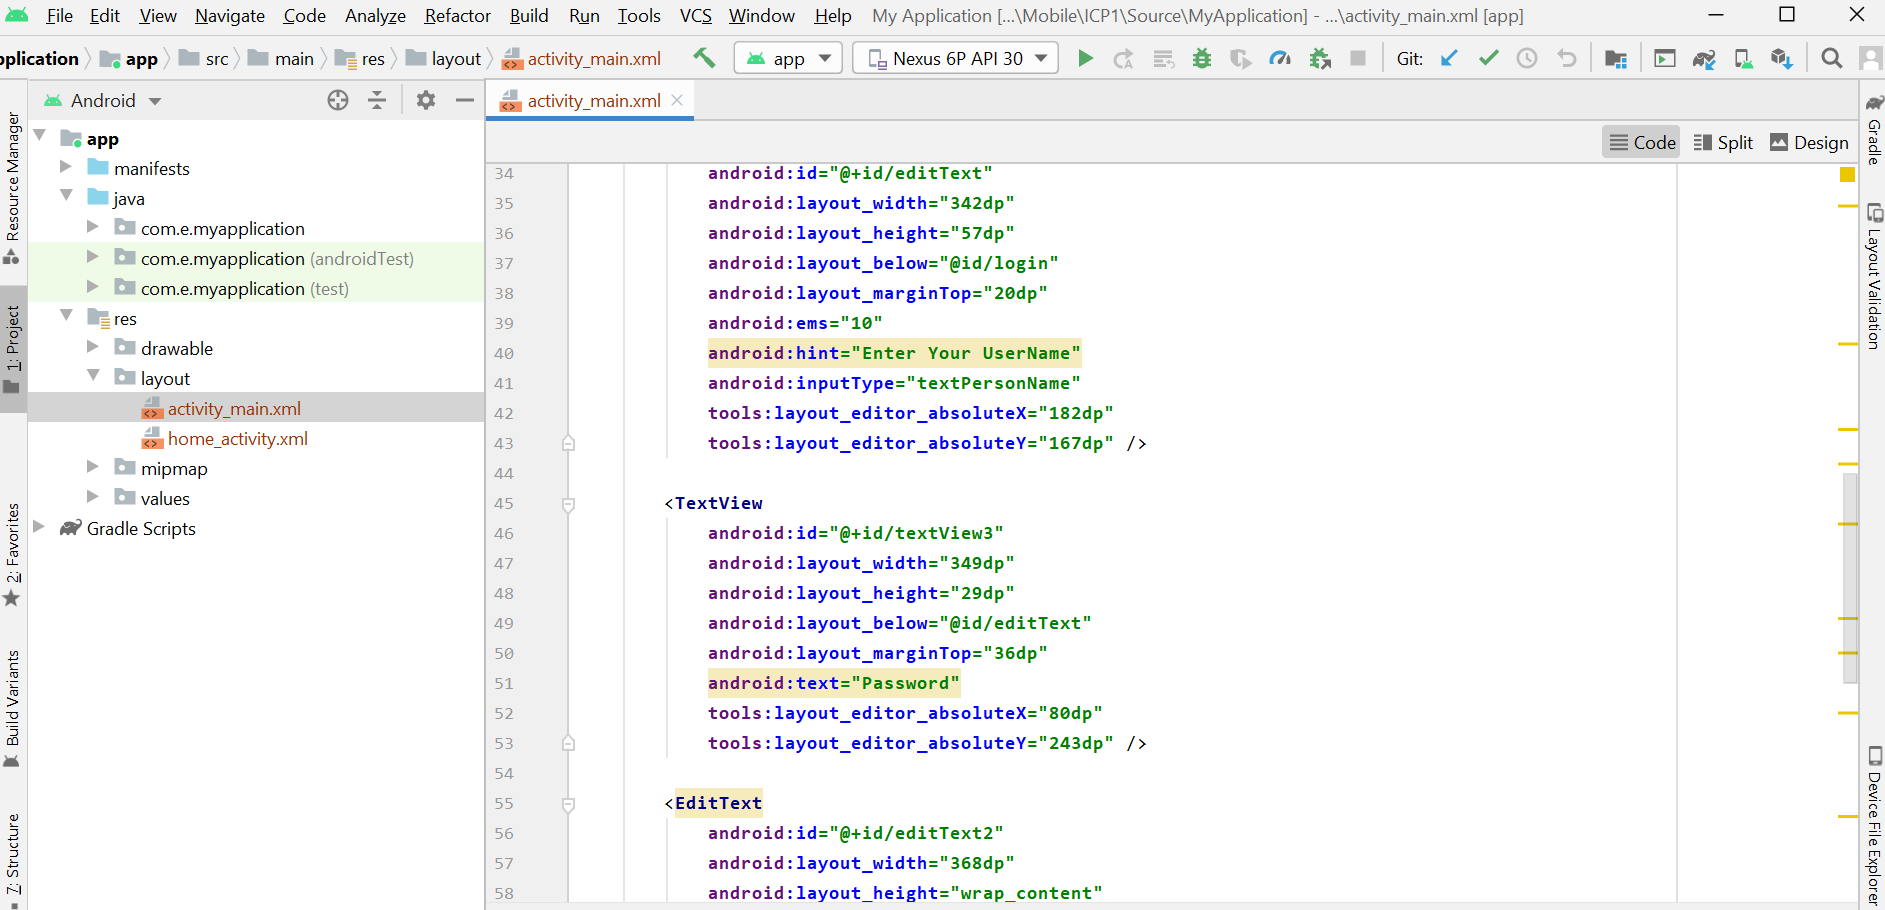 File Edit View Navigate Code Analyze Refactor Build Run Tools VCS Window Help My Application [...\Mobile\ICP1\Source\MyApplication] - ...\activity_main.xml [app]
pplication app src main res layout activity_main.xml app Nexus 6P API 30 Git:
Android
activity_main.xml
Code Split Design
app
manifests
java
com.e.myapplication
com.e.myapplication (androidTest)
com.e.myapplication (test)
res
drawable
layout
activity_main.xml
home_activity.xml
mipmap
values
Gradle Scripts
Resource Manager
1: Project
2: Favorites
Build Variants
7: Structure
34 android:id="@+id/editText"
35 android:layout_width="342dp"
36 android:layout_height="57dp"
37 android:layout_below="@id/login"
38 android:layout_marginTop="20dp"
39 android:ems="10"
40 android:hint="Enter Your UserName"
41 android:inputType="textPersonName"
42 tools:layout_editor_absoluteX="182dp"
43 tools:layout_editor_absoluteY="167dp" />
44
45 <TextView
46 android:id="@+id/textView3"
47 android:layout_width="349dp"
48 android:layout_height="29dp"
49 android:layout_below="@id/editText"
50 android:layout_marginTop="36dp"
51 android:text="Password"
52 tools:layout_editor_absoluteX="80dp"
53 tools:layout_editor_absoluteY="243dp" />
54
55 <EditText
56 android:id="@+id/editText2"
57 android:layout_width="368dp"
58 android:layout_height="wrap_content"
Gradle
Layout Validation
Device File Explorer